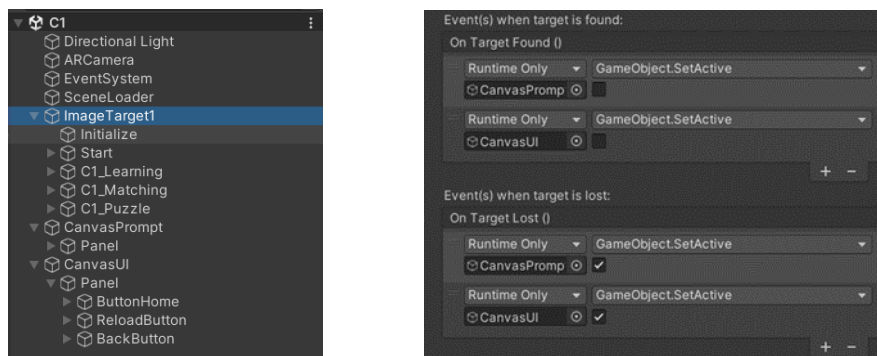 C1
Directional Light
ARCamera
EventSystem
SceneLoader
ImageTarget1
Initialize
Start
C1_Learning
C1_Matching
C1_Puzzle
CanvasPrompt
Panel
CanvasUI
Panel
ButtonHome
ReloadButton
BackButton
Event(s) when target is found:
On Target Found ()
Runtime Only GameObject.SetActive
CanvasPromp
Runtime Only GameObject.SetActive
CanvasUI
+ −
Event(s) when target is lost:
On Target Lost ()
Runtime Only GameObject.SetActive
CanvasPromp
Runtime Only GameObject.SetActive
CanvasUI
+ −